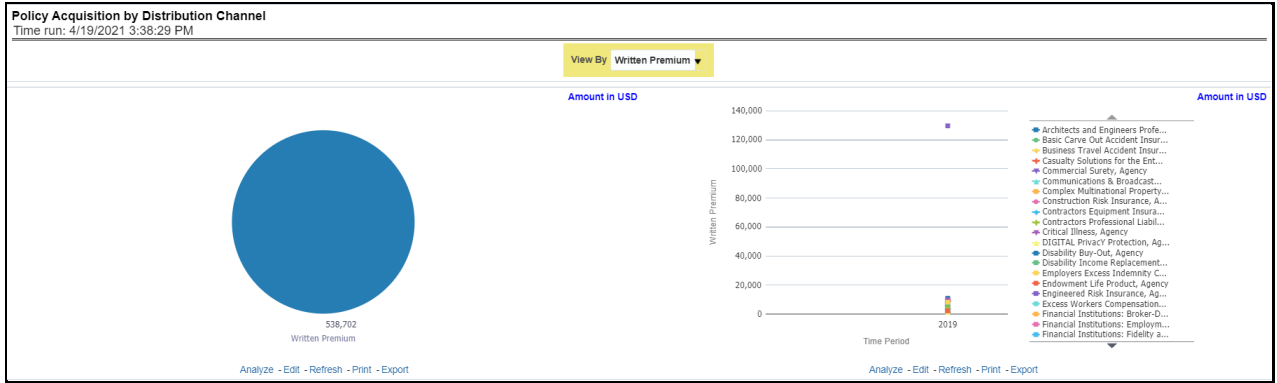 Policy Acquisition by Distribution Channel
Time run: 4/19/2021 3:38:29 PM
View By Written Premium
Amount in USD
538,702
Written Premium
Analyze - Edit - Refresh - Print - Export
Amount in USD
140,000
120,000
100,000
80,000
60,000
40,000
20,000
0
Written Premium
2019
Time Period
Architects and Engineers Profe...
Basic Carve Out Accident Insur...
Business Travel Accident Insur...
Casualty Solutions for the Ent...
Commercial Surety, Agency
Communications & Broadcast...
Complex Multinational Property...
Construction Risk Insurance, A...
Contractors Equipment Insura...
Contractors Professional Liabil...
Critical Illness, Agency
DIGITAL PrivacY Protection, Ag...
Disability Buy-Out, Agency
Disability Income Replacement...
Employers Excess Indemnity C...
Endowment Life Product, Agency
Engineered Risk Insurance, Ag...
Excess Workers Compensation...
Financial Institutions: Broker-D...
Financial Institutions: Employm...
Financial Institutions: Fidelity a...
Analyze - Edit - Refresh - Print - Export